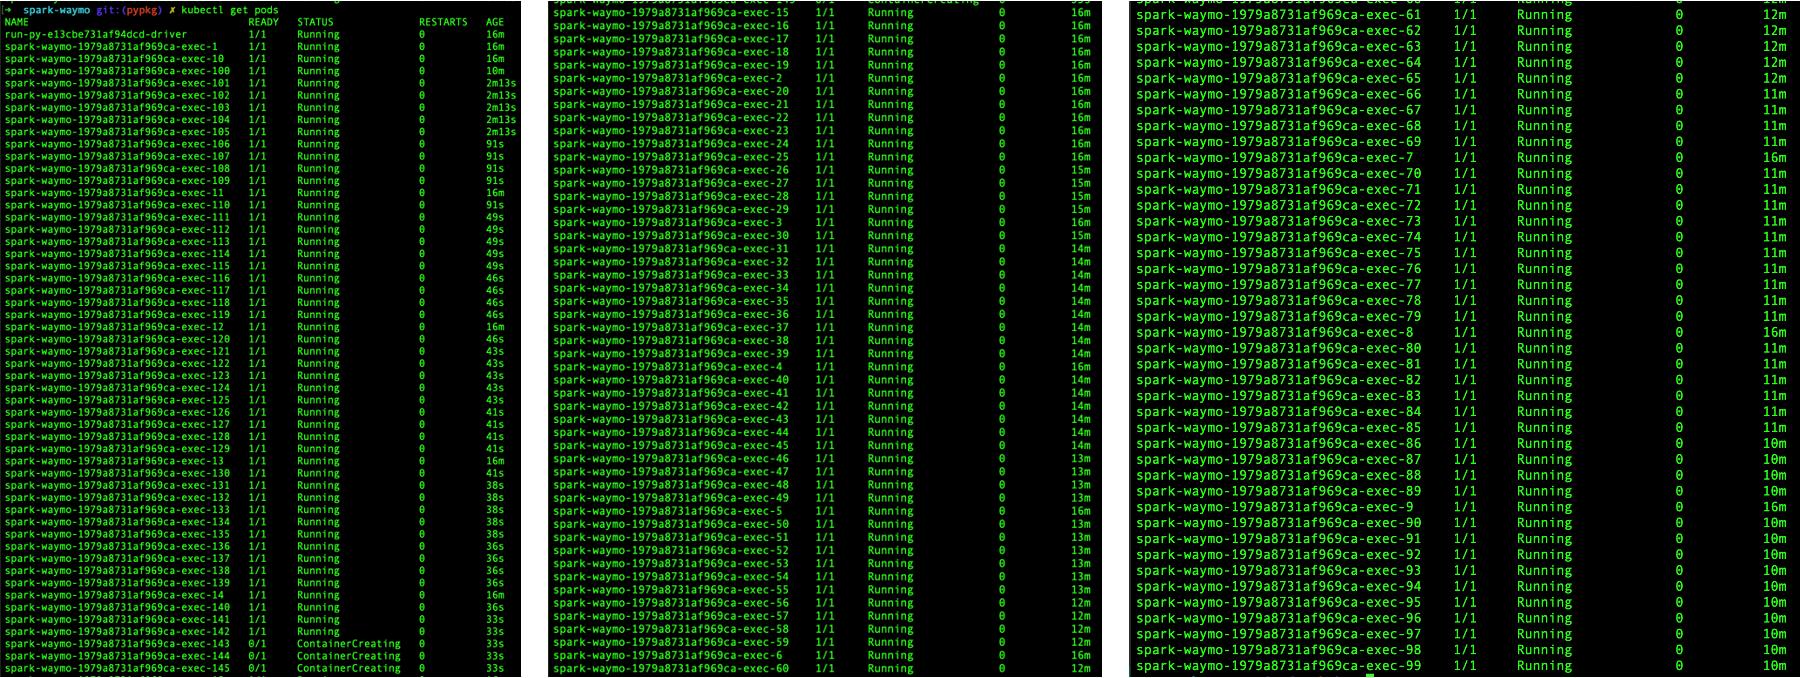 ➜ spark-waymo git:(pypkg) ✗ kubectl get pods
NAME READY STATUS RESTARTS AGE
run-py-e13cbe731af94dcd-driver 1/1 Running 0 16m
spark-waymo-1979a8731af969ca-exec-1 1/1 Running 0 16m
spark-waymo-1979a8731af969ca-exec-10 1/1 Running 0 16m
spark-waymo-1979a8731af969ca-exec-100 1/1 Running 0 10m
spark-waymo-1979a8731af969ca-exec-101 1/1 Running 0 2m13s
spark-waymo-1979a8731af969ca-exec-102 1/1 Running 0 2m13s
spark-waymo-1979a8731af969ca-exec-103 1/1 Running 0 2m13s
spark-waymo-1979a8731af969ca-exec-104 1/1 Running 0 2m13s
spark-waymo-1979a8731af969ca-exec-105 1/1 Running 0 2m13s
spark-waymo-1979a8731af969ca-exec-106 1/1 Running 0 91s
spark-waymo-1979a8731af969ca-exec-107 1/1 Running 0 91s
spark-waymo-1979a8731af969ca-exec-108 1/1 Running 0 91s
spark-waymo-1979a8731af969ca-exec-109 1/1 Running 0 91s
spark-waymo-1979a8731af969ca-exec-11 1/1 Running 0 16m
spark-waymo-1979a8731af969ca-exec-110 1/1 Running 0 91s
spark-waymo-1979a8731af969ca-exec-111 1/1 Running 0 49s
spark-waymo-1979a8731af969ca-exec-112 1/1 Running 0 49s
spark-waymo-1979a8731af969ca-exec-113 1/1 Running 0 49s
spark-waymo-1979a8731af969ca-exec-114 1/1 Running 0 49s
spark-waymo-1979a8731af969ca-exec-115 1/1 Running 0 49s
spark-waymo-1979a8731af969ca-exec-116 1/1 Running 0 46s
spark-waymo-1979a8731af969ca-exec-117 1/1 Running 0 46s
spark-waymo-1979a8731af969ca-exec-118 1/1 Running 0 46s
spark-waymo-1979a8731af969ca-exec-119 1/1 Running 0 46s
spark-waymo-1979a8731af969ca-exec-12 1/1 Running 0 16m
spark-waymo-1979a8731af969ca-exec-120 1/1 Running 0 46s
spark-waymo-1979a8731af969ca-exec-121 1/1 Running 0 43s
spark-waymo-1979a8731af969ca-exec-122 1/1 Running 0 43s
spark-waymo-1979a8731af969ca-exec-123 1/1 Running 0 43s
spark-waymo-1979a8731af969ca-exec-124 1/1 Running 0 43s
spark-waymo-1979a8731af969ca-exec-125 1/1 Running 0 43s
spark-waymo-1979a8731af969ca-exec-126 1/1 Running 0 41s
spark-waymo-1979a8731af969ca-exec-127 1/1 Running 0 41s
spark-waymo-1979a8731af969ca-exec-128 1/1 Running 0 41s
spark-waymo-1979a8731af969ca-exec-129 1/1 Running 0 41s
spark-waymo-1979a8731af969ca-exec-13 1/1 Running 0 16m
spark-waymo-1979a8731af969ca-exec-130 1/1 Running 0 41s
spark-waymo-1979a8731af969ca-exec-131 1/1 Running 0 38s
spark-waymo-1979a8731af969ca-exec-132 1/1 Running 0 38s
spark-waymo-1979a8731af969ca-exec-133 1/1 Running 0 38s
spark-waymo-1979a8731af969ca-exec-134 1/1 Running 0 38s
spark-waymo-1979a8731af969ca-exec-135 1/1 Running 0 38s
spark-waymo-1979a8731af969ca-exec-136 1/1 Running 0 36s
spark-waymo-1979a8731af969ca-exec-137 1/1 Running 0 36s
spark-waymo-1979a8731af969ca-exec-138 1/1 Running 0 36s
spark-waymo-1979a8731af969ca-exec-139 1/1 Running 0 36s
spark-waymo-1979a8731af969ca-exec-14 1/1 Running 0 16m
spark-waymo-1979a8731af969ca-exec-140 1/1 Running 0 36s
spark-waymo-1979a8731af969ca-exec-141 1/1 Running 0 33s
spark-waymo-1979a8731af969ca-exec-142 1/1 Running 0 33s
spark-waymo-1979a8731af969ca-exec-143 0/1 ContainerCreating 0 33s
spark-waymo-1979a8731af969ca-exec-144 0/1 ContainerCreating 0 33s
spark-waymo-1979a8731af969ca-exec-145 0/1 ContainerCreating 0 33s
spark-waymo-1979a8731af969ca-exec-15 1/1 Running 0 16m
spark-waymo-1979a8731af969ca-exec-16 1/1 Running 0 16m
spark-waymo-1979a8731af969ca-exec-17 1/1 Running 0 16m
spark-waymo-1979a8731af969ca-exec-18 1/1 Running 0 16m
spark-waymo-1979a8731af969ca-exec-19 1/1 Running 0 16m
spark-waymo-1979a8731af969ca-exec-2 1/1 Running 0 16m
spark-waymo-1979a8731af969ca-exec-20 1/1 Running 0 16m
spark-waymo-1979a8731af969ca-exec-21 1/1 Running 0 16m
spark-waymo-1979a8731af969ca-exec-22 1/1 Running 0 16m
spark-waymo-1979a8731af969ca-exec-23 1/1 Running 0 16m
spark-waymo-1979a8731af969ca-exec-24 1/1 Running 0 16m
spark-waymo-1979a8731af969ca-exec-25 1/1 Running 0 16m
spark-waymo-1979a8731af969ca-exec-26 1/1 Running 0 15m
spark-waymo-1979a8731af969ca-exec-27 1/1 Running 0 15m
spark-waymo-1979a8731af969ca-exec-28 1/1 Running 0 15m
spark-waymo-1979a8731af969ca-exec-29 1/1 Running 0 15m
spark-waymo-1979a8731af969ca-exec-3 1/1 Running 0 16m
spark-waymo-1979a8731af969ca-exec-30 1/1 Running 0 15m
spark-waymo-1979a8731af969ca-exec-31 1/1 Running 0 14m
spark-waymo-1979a8731af969ca-exec-32 1/1 Running 0 14m
spark-waymo-1979a8731af969ca-exec-33 1/1 Running 0 14m
spark-waymo-1979a8731af969ca-exec-34 1/1 Running 0 14m
spark-waymo-1979a8731af969ca-exec-35 1/1 Running 0 14m
spark-waymo-1979a8731af969ca-exec-36 1/1 Running 0 14m
spark-waymo-1979a8731af969ca-exec-37 1/1 Running 0 14m
spark-waymo-1979a8731af969ca-exec-38 1/1 Running 0 14m
spark-waymo-1979a8731af969ca-exec-39 1/1 Running 0 14m
spark-waymo-1979a8731af969ca-exec-4 1/1 Running 0 16m
spark-waymo-1979a8731af969ca-exec-40 1/1 Running 0 14m
spark-waymo-1979a8731af969ca-exec-41 1/1 Running 0 14m
spark-waymo-1979a8731af969ca-exec-42 1/1 Running 0 14m
spark-waymo-1979a8731af969ca-exec-43 1/1 Running 0 14m
spark-waymo-1979a8731af969ca-exec-44 1/1 Running 0 14m
spark-waymo-1979a8731af969ca-exec-45 1/1 Running 0 14m
spark-waymo-1979a8731af969ca-exec-46 1/1 Running 0 13m
spark-waymo-1979a8731af969ca-exec-47 1/1 Running 0 13m
spark-waymo-1979a8731af969ca-exec-48 1/1 Running 0 13m
spark-waymo-1979a8731af969ca-exec-49 1/1 Running 0 13m
spark-waymo-1979a8731af969ca-exec-5 1/1 Running 0 16m
spark-waymo-1979a8731af969ca-exec-50 1/1 Running 0 13m
spark-waymo-1979a8731af969ca-exec-51 1/1 Running 0 13m
spark-waymo-1979a8731af969ca-exec-52 1/1 Running 0 13m
spark-waymo-1979a8731af969ca-exec-53 1/1 Running 0 13m
spark-waymo-1979a8731af969ca-exec-54 1/1 Running 0 13m
spark-waymo-1979a8731af969ca-exec-55 1/1 Running 0 13m
spark-waymo-1979a8731af969ca-exec-56 1/1 Running 0 12m
spark-waymo-1979a8731af969ca-exec-57 1/1 Running 0 12m
spark-waymo-1979a8731af969ca-exec-58 1/1 Running 0 12m
spark-waymo-1979a8731af969ca-exec-59 1/1 Running 0 12m
spark-waymo-1979a8731af969ca-exec-6 1/1 Running 0 16m
spark-waymo-1979a8731af969ca-exec-60 1/1 Running 0 12m
spark-waymo-1979a8731af969ca-exec-61 1/1 Running 0 12m
spark-waymo-1979a8731af969ca-exec-62 1/1 Running 0 12m
spark-waymo-1979a8731af969ca-exec-63 1/1 Running 0 12m
spark-waymo-1979a8731af969ca-exec-64 1/1 Running 0 12m
spark-waymo-1979a8731af969ca-exec-65 1/1 Running 0 12m
spark-waymo-1979a8731af969ca-exec-66 1/1 Running 0 11m
spark-waymo-1979a8731af969ca-exec-67 1/1 Running 0 11m
spark-waymo-1979a8731af969ca-exec-68 1/1 Running 0 11m
spark-waymo-1979a8731af969ca-exec-69 1/1 Running 0 11m
spark-waymo-1979a8731af969ca-exec-7 1/1 Running 0 16m
spark-waymo-1979a8731af969ca-exec-70 1/1 Running 0 11m
spark-waymo-1979a8731af969ca-exec-71 1/1 Running 0 11m
spark-waymo-1979a8731af969ca-exec-72 1/1 Running 0 11m
spark-waymo-1979a8731af969ca-exec-73 1/1 Running 0 11m
spark-waymo-1979a8731af969ca-exec-74 1/1 Running 0 11m
spark-waymo-1979a8731af969ca-exec-75 1/1 Running 0 11m
spark-waymo-1979a8731af969ca-exec-76 1/1 Running 0 11m
spark-waymo-1979a8731af969ca-exec-77 1/1 Running 0 11m
spark-waymo-1979a8731af969ca-exec-78 1/1 Running 0 11m
spark-waymo-1979a8731af969ca-exec-79 1/1 Running 0 11m
spark-waymo-1979a8731af969ca-exec-8 1/1 Running 0 16m
spark-waymo-1979a8731af969ca-exec-80 1/1 Running 0 11m
spark-waymo-1979a8731af969ca-exec-81 1/1 Running 0 11m
spark-waymo-1979a8731af969ca-exec-82 1/1 Running 0 11m
spark-waymo-1979a8731af969ca-exec-83 1/1 Running 0 11m
spark-waymo-1979a8731af969ca-exec-84 1/1 Running 0 11m
spark-waymo-1979a8731af969ca-exec-85 1/1 Running 0 11m
spark-waymo-1979a8731af969ca-exec-86 1/1 Running 0 10m
spark-waymo-1979a8731af969ca-exec-87 1/1 Running 0 10m
spark-waymo-1979a8731af969ca-exec-88 1/1 Running 0 10m
spark-waymo-1979a8731af969ca-exec-89 1/1 Running 0 10m
spark-waymo-1979a8731af969ca-exec-9 1/1 Running 0 16m
spark-waymo-1979a8731af969ca-exec-90 1/1 Running 0 10m
spark-waymo-1979a8731af969ca-exec-91 1/1 Running 0 10m
spark-waymo-1979a8731af969ca-exec-92 1/1 Running 0 10m
spark-waymo-1979a8731af969ca-exec-93 1/1 Running 0 10m
spark-waymo-1979a8731af969ca-exec-94 1/1 Running 0 10m
spark-waymo-1979a8731af969ca-exec-95 1/1 Running 0 10m
spark-waymo-1979a8731af969ca-exec-96 1/1 Running 0 10m
spark-waymo-1979a8731af969ca-exec-97 1/1 Running 0 10m
spark-waymo-1979a8731af969ca-exec-98 1/1 Running 0 10m
spark-waymo-1979a8731af969ca-exec-99 1/1 Running 0 10m